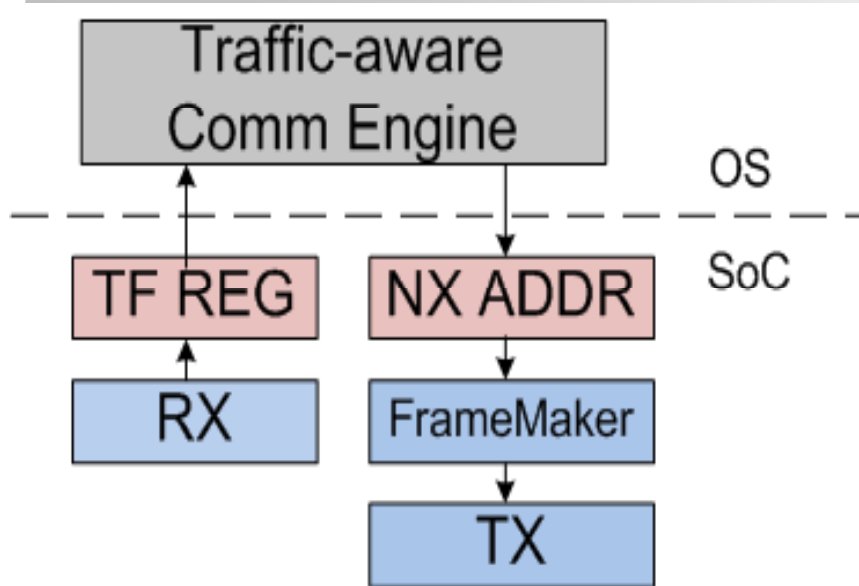 Traffic-aware
Comm Engine
OS
SoC
TF REG
NX ADDR
RX
FrameMaker
TX